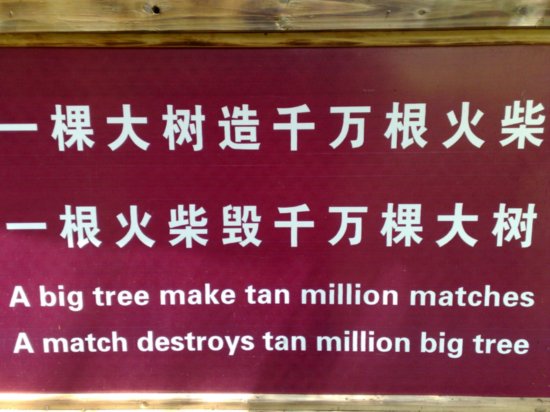 一棵大树造千万根火柴
一根火柴毁千万棵大树
A big tree make tan million matches
A match destroys tan million big tree